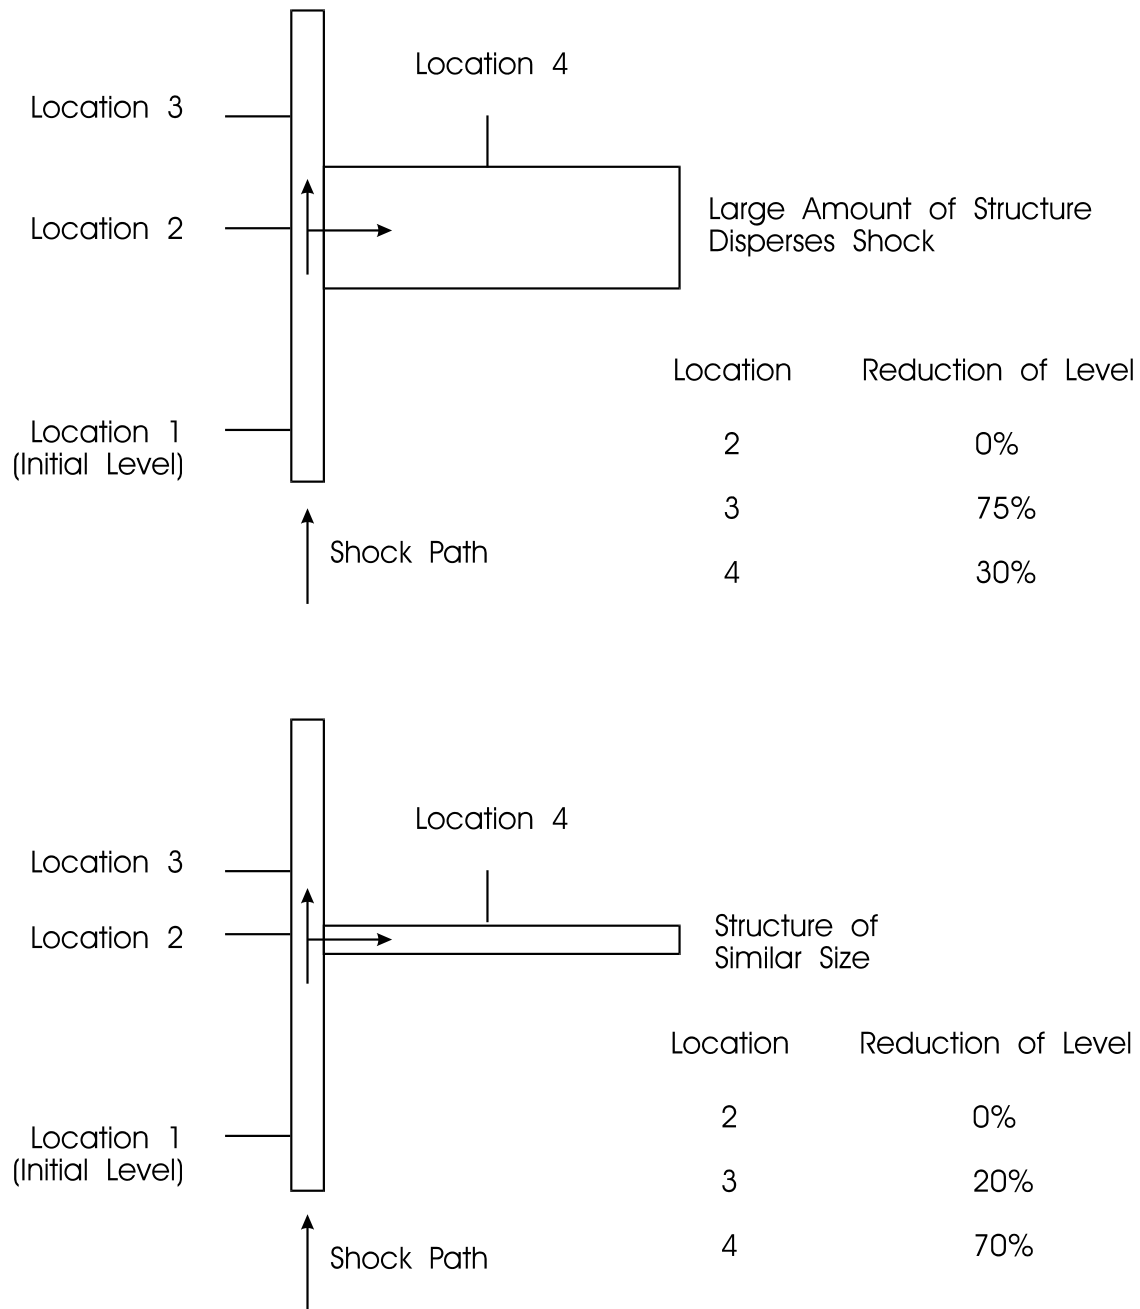 Location 4
Location 3
Location 2
Large Amount of Structure
Disperses Shock
Location 1
(Initial Level)
Shock Path
Location Reduction of Level
2 0%
3 75%
4 30%
Location 4
Location 3
Location 2
Structure of
Similar Size
Location 1
(Initial Level)
Shock Path
Location Reduction of Level
2 0%
3 20%
4 70%